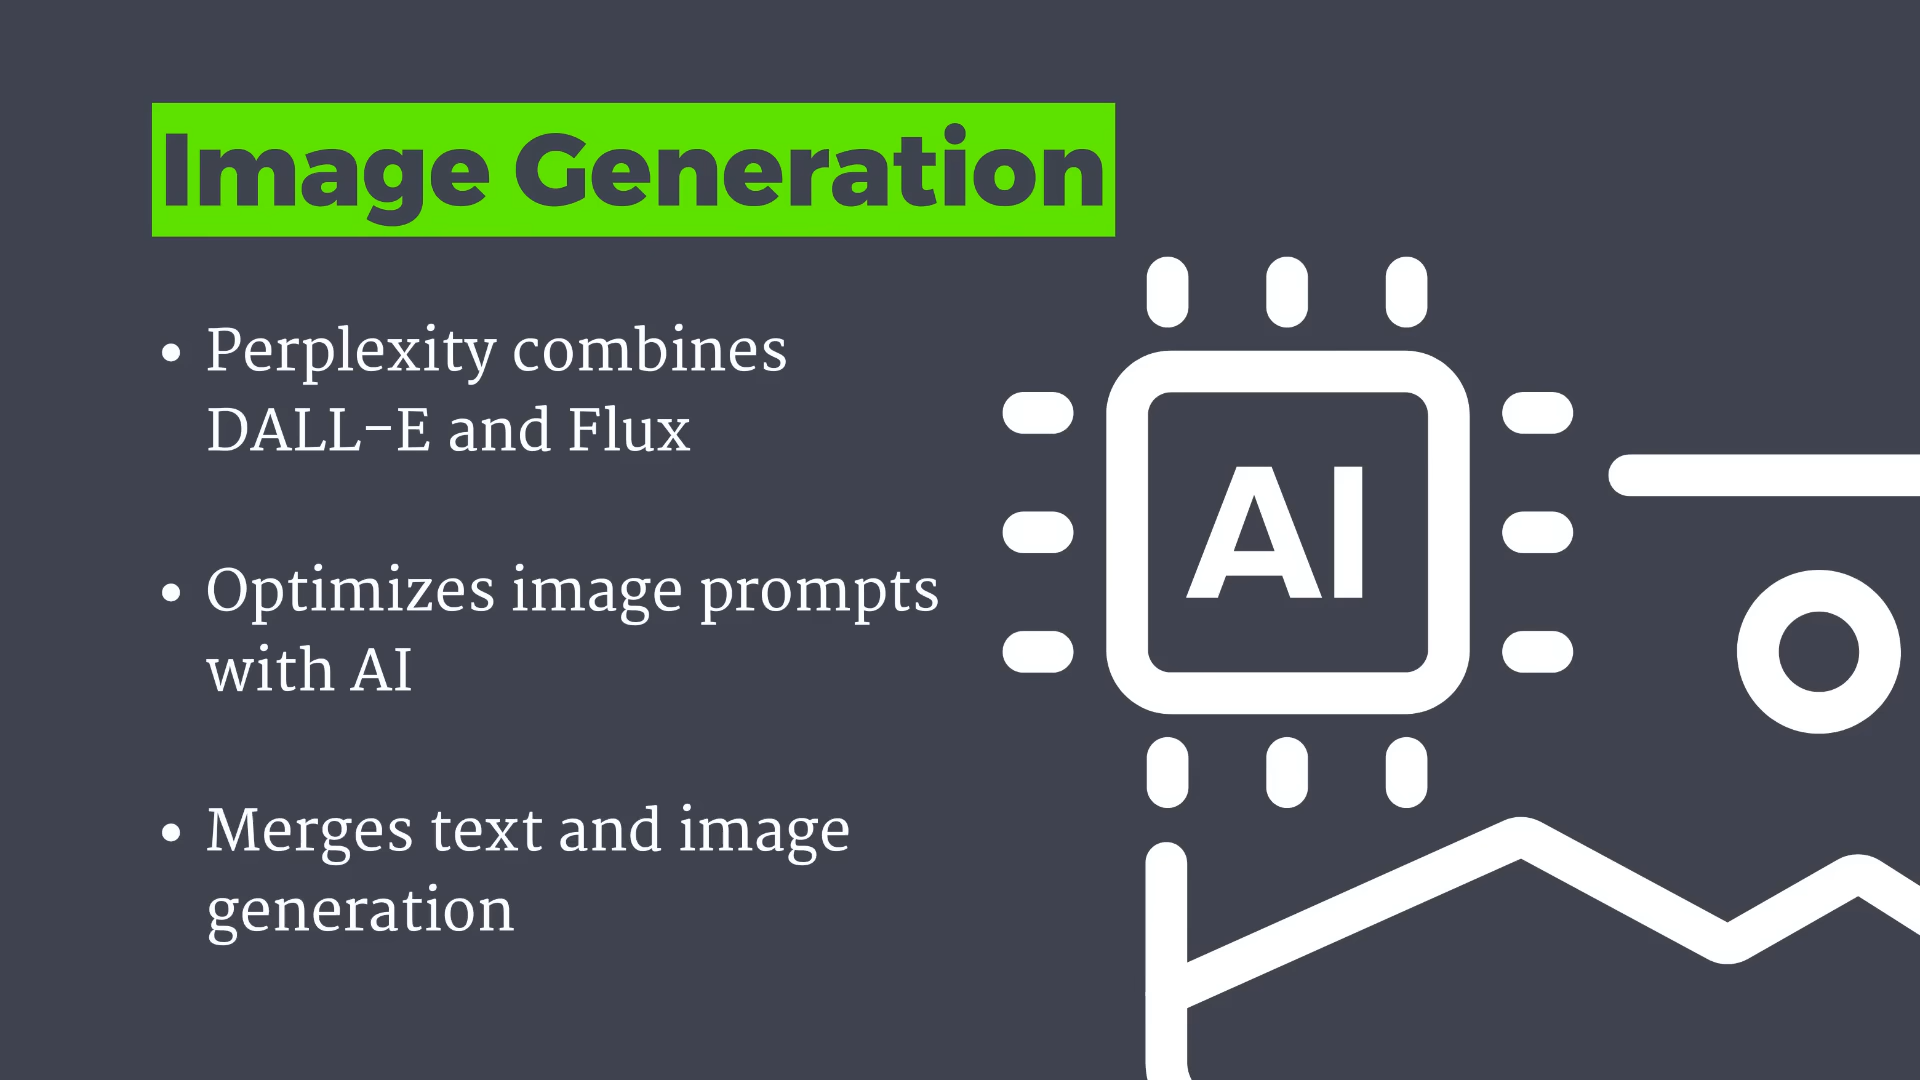 Image Generation
• Perplexity combines
DALL-E and Flux
• Optimizes image prompts
with AI
• Merges text and image
generation
AI